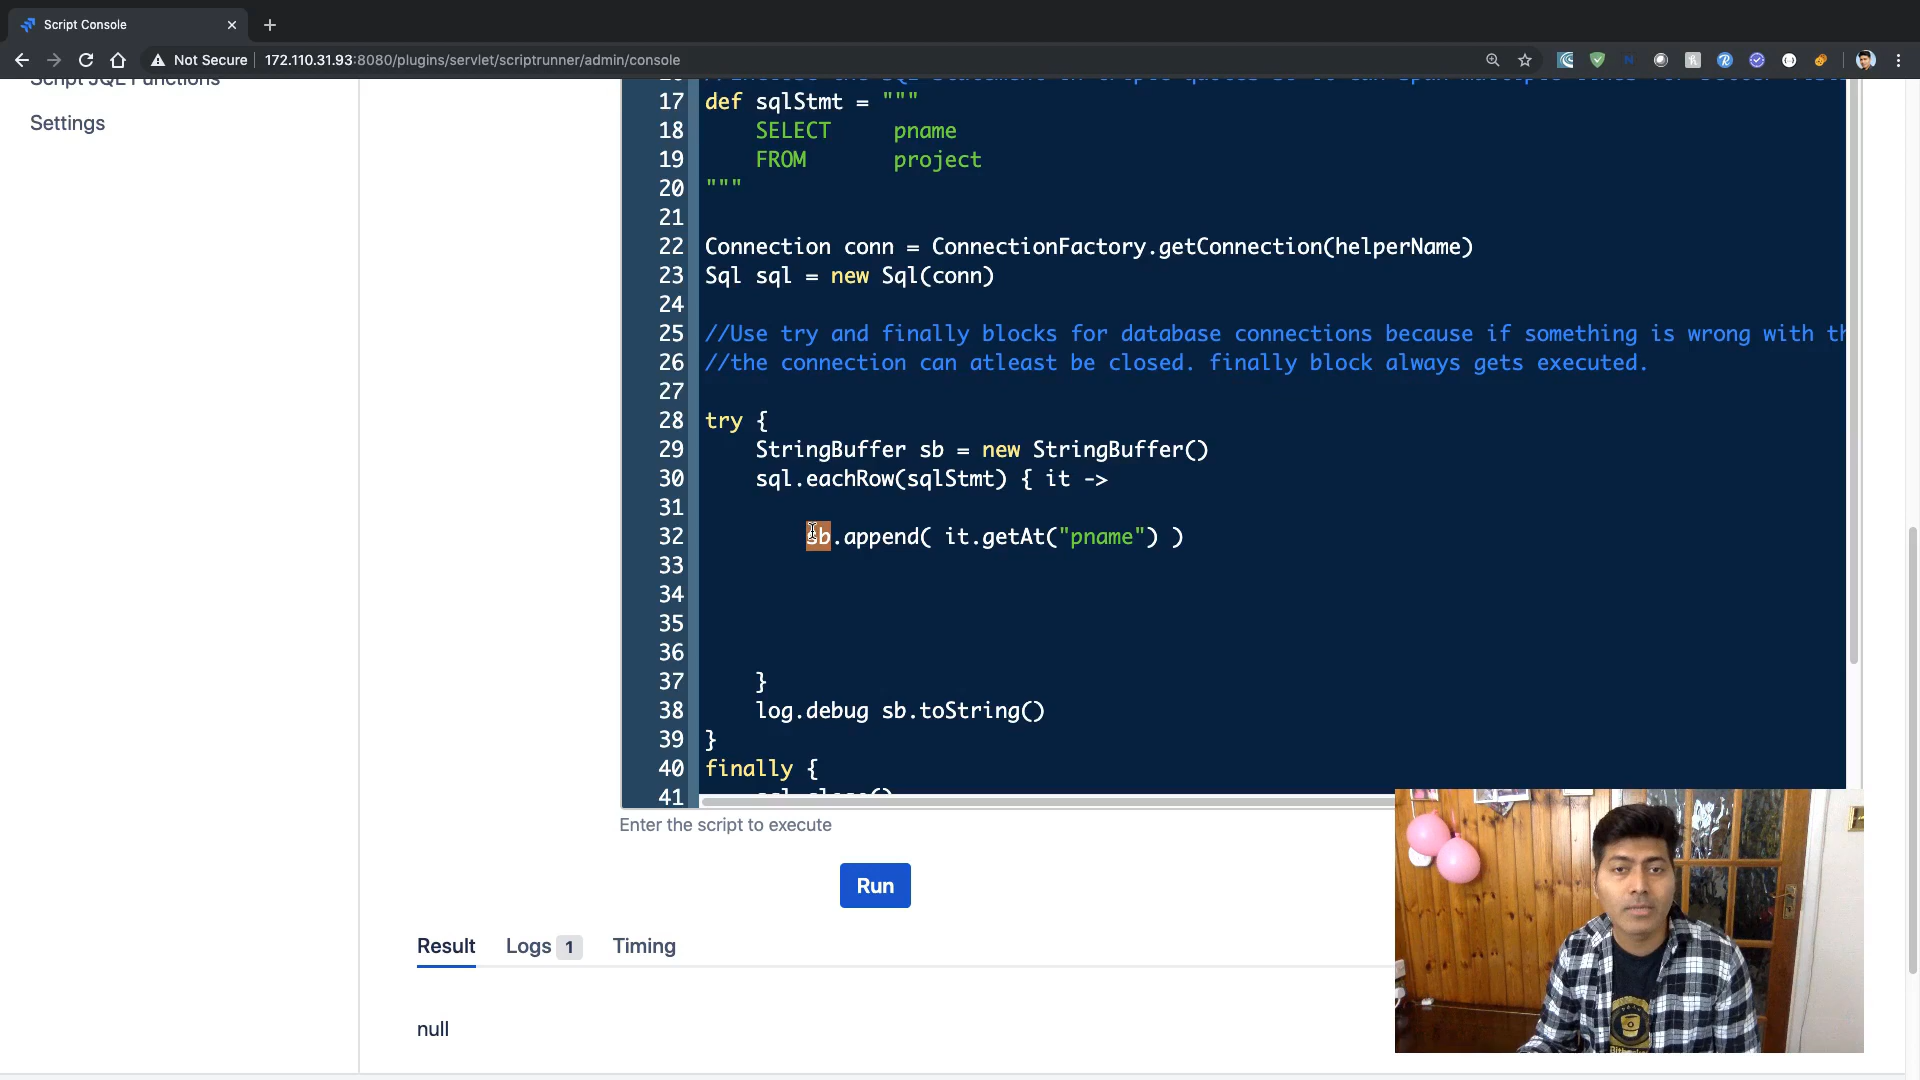 Script Console
Not Secure
172.110.31.93:8080/plugins/servlet/scriptrunner/admin/console
Script JQL Functions
Settings
17 def sqlStmt = """
18 SELECT pname
19 FROM project
20 """
21
22 Connection conn = ConnectionFactory.getConnection(helperName)
23 Sql sql = new Sql(conn)
24
25 //Use try and finally blocks for database connections because if something is wrong with th
26 //the connection can atleast be closed. finally block always gets executed.
27
28 try {
29 StringBuffer sb = new StringBuffer()
30 sql.eachRow(sqlStmt) { it ->
31
32 sb.append( it.getAt("pname") )
33
34
35
36
37 }
38 log.debug sb.toString()
39 }
40 finally {
41 sql.close()
Enter the script to execute
Run
Result Logs 1 Timing
null